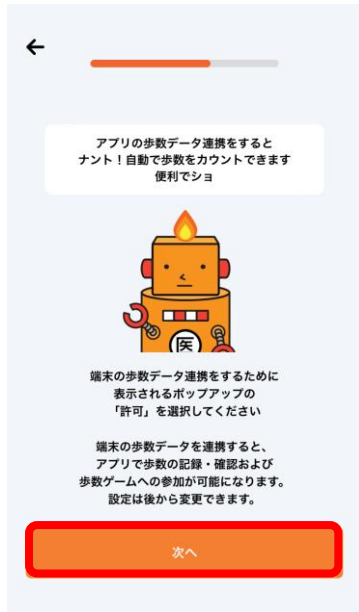 アプリの歩数データ連携をすると
ナント！自動で歩数をカウントできます
便利でショ
医
端末の歩数データ連携をするために
表示されるポップアップの
「許可」を選択してください
端末の歩数データを連携すると、
アプリで歩数の記録・確認および
歩数ゲームへの参加が可能になります。
設定は後から変更できます。
次へ